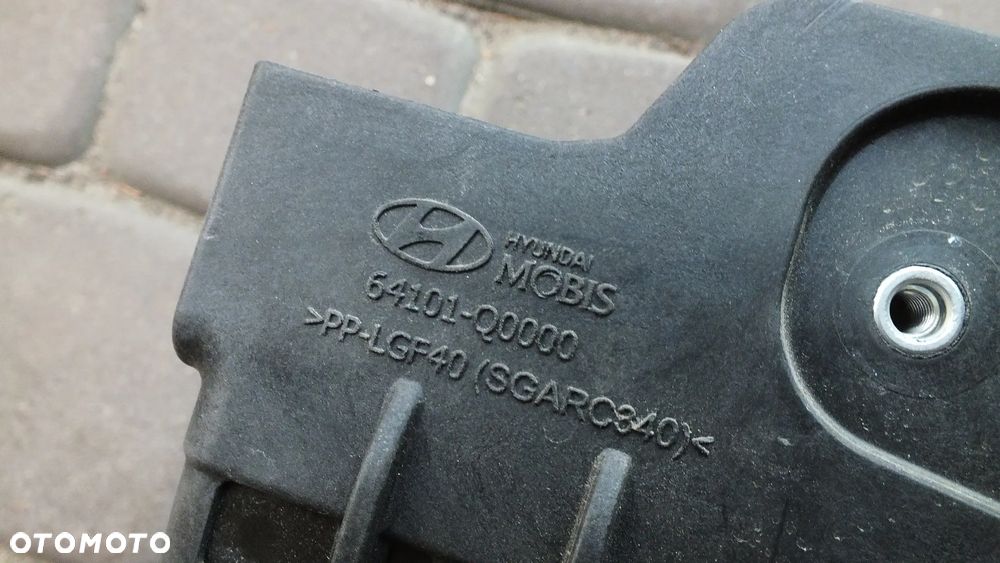 HYUNDAI
MOBIS
64101-Q0000
>PP-LGF40 (SGARC340)<
OTOMOTO